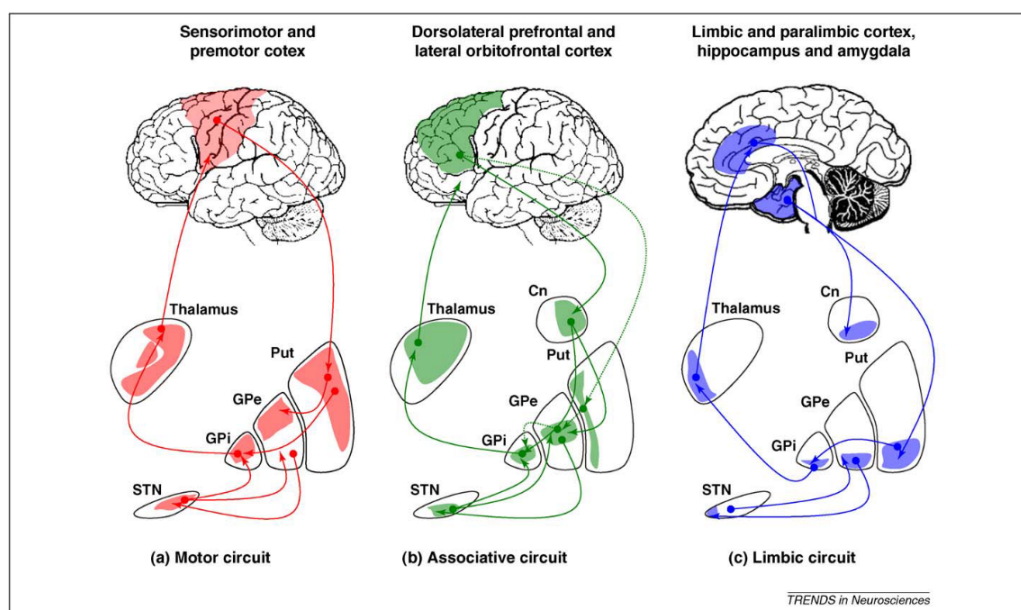 Sensorimotor and
premotor cotex
Dorsolateral prefrontal and
lateral orbitofrontal cortex
Limbic and paralimbic cortex,
hippocampus and amygdala
Thalamus
Put
GPe
GPi
STN
(a) Motor circuit
Thalamus
Cn
Put
GPe
GPi
STN
(b) Associative circuit
Thalamus
Cn
Put
GPe
GPi
STN
(c) Limbic circuit
TRENDS in Neurosciences